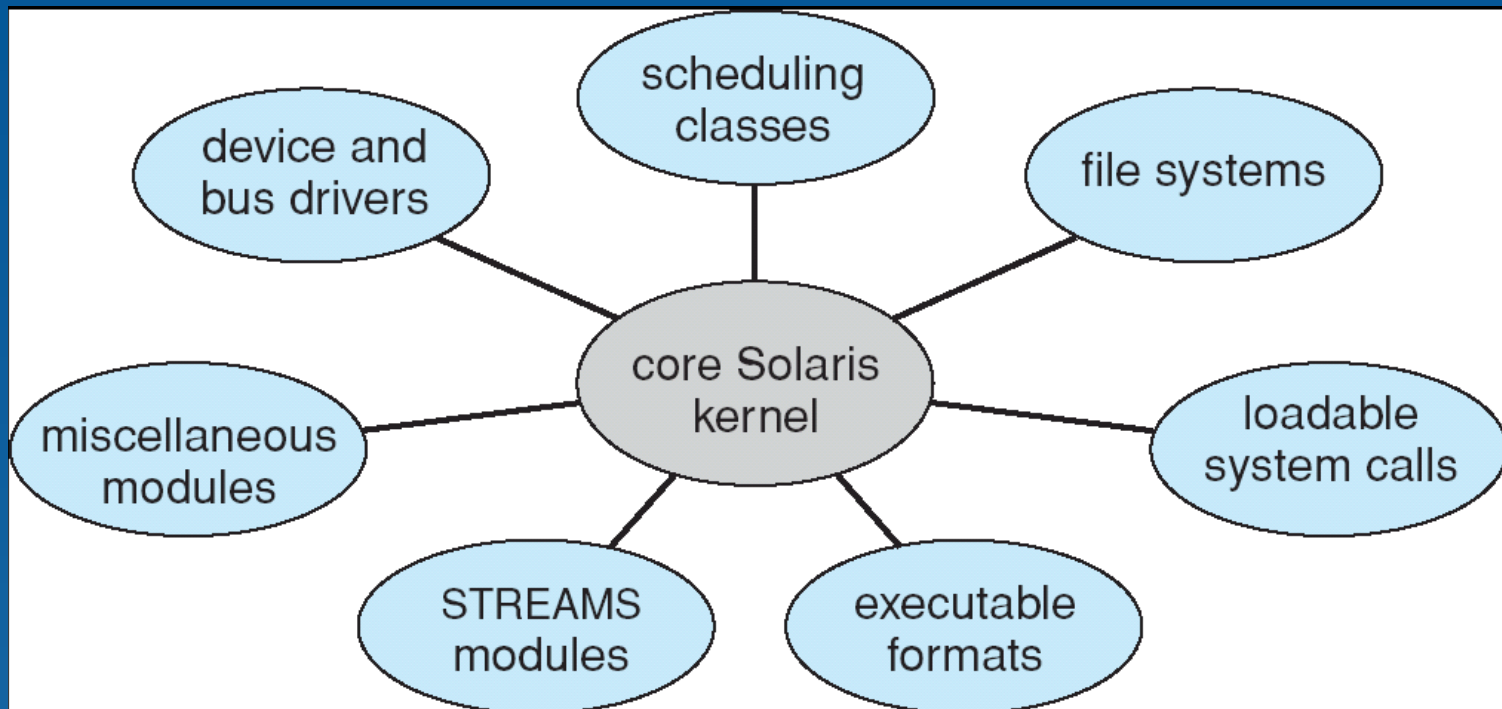 scheduling
classes
device and
bus drivers
file systems
core Solaris
kernel
miscellaneous
modules
loadable
system calls
STREAMS
modules
executable
formats